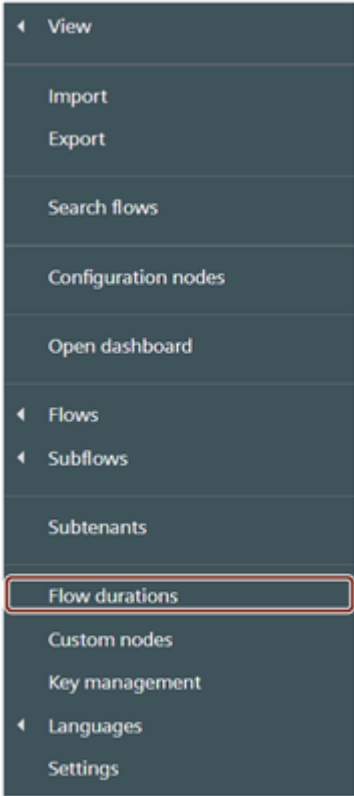 View
Import
Export
Search flows
Configuration nodes
Open dashboard
Flows
Subflows
Subtenants
Flow durations
Custom nodes
Key management
Languages
Settings